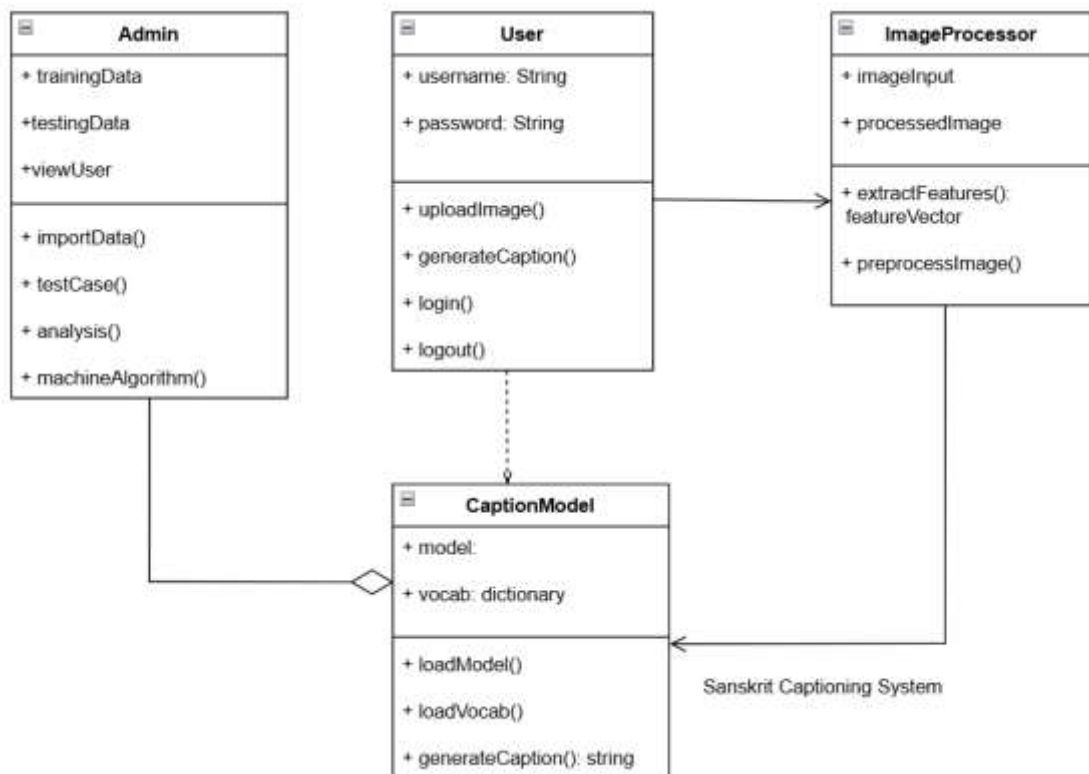 Admin
+ trainingData
+testingData
+viewUser
+ importData()
+ testCase()
+ analysis()
+ machineAlgorithm()
User
+ username: String
+ password: String
+ uploadImage()
+ generateCaption()
+ login()
+ logout()
ImageProcessor
+ imageInput
+ processedImage
+ extractFeatures():
featureVector
+ preprocessImage()
CaptionModel
+ model:
+ vocab: dictionary
+ loadModel()
+ loadVocab()
+ generateCaption(): string
Sanskrit Captioning System